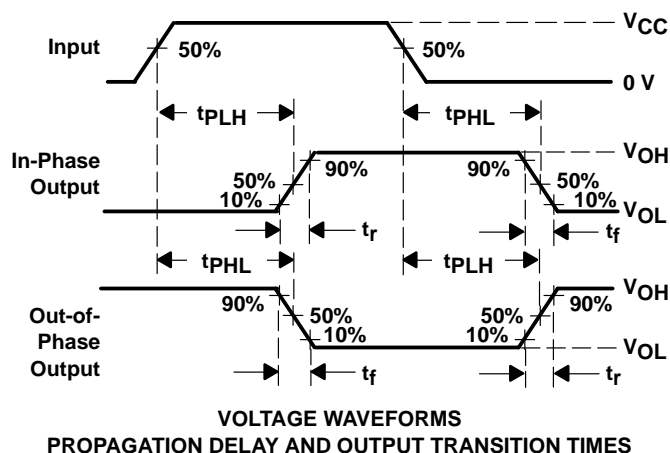 VCC
Input
50%
50%
0 V
tPLH
tPHL
In-Phase
Output
VOH
90%
90%
50%
50%
10%
10%
VOL
tr
tf
tPHL
tPLH
VOH
90%
90%
Out-of-
Phase
Output
50%
50%
10%
10%
VOL
tf
tr
VOLTAGE WAVEFORMS
PROPAGATION DELAY AND OUTPUT TRANSITION TIMES